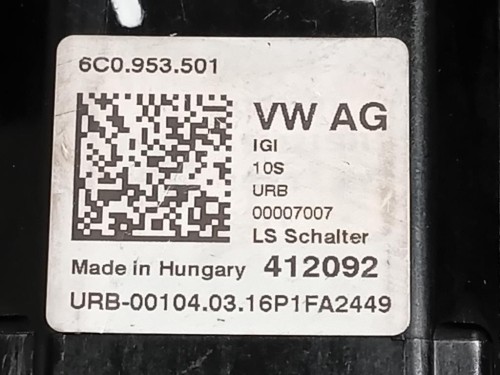 6C0.953.501
VW AG
IGI
10S
URB
00007007
LS Schalter
Made in Hungary 412092
URB-00104.03.16P1FA2449